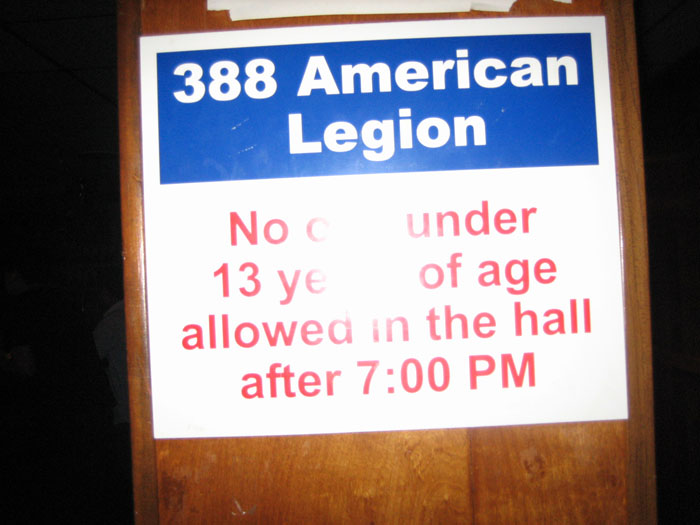 388 American
Legion
No under
13 of age
allowed in the hall
after 7:00 PM